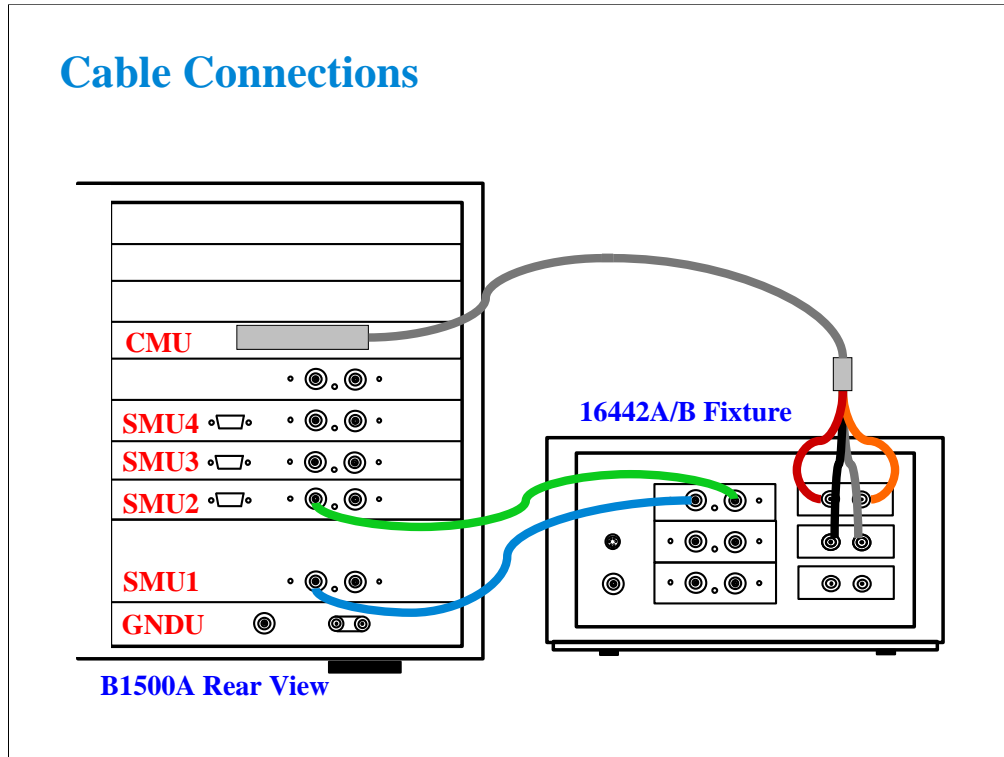 Cable Connections
CMU
SMU4
SMU3
SMU2
SMU1
GNDU
16442A/B Fixture
B1500A Rear View